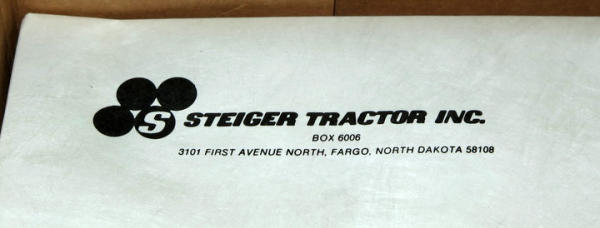 S STEIGER TRACTOR INC.
BOX 6006
3101 FIRST AVENUE NORTH, FARGO, NORTH DAKOTA 58108